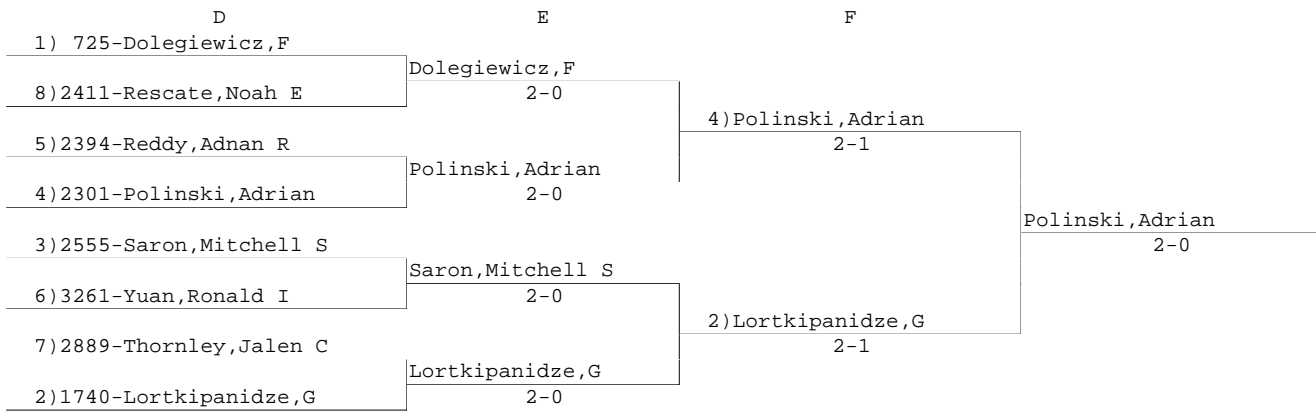 D E F
1) 725-Dolegiewicz,F
Dolegiewicz,F
8)2411-Rescate,Noah E 2-0
4)Polinski,Adrian
5)2394-Reddy,Adnan R 2-1
Polinski,Adrian
4)2301-Polinski,Adrian 2-0
Polinski,Adrian
3)2555-Saron,Mitchell S 2-0
Saron,Mitchell S
6)3261-Yuan,Ronald I 2-0
2)Lortkipanidze,G
7)2889-Thornley,Jalen C 2-1
Lortkipanidze,G
2)1740-Lortkipanidze,G 2-0